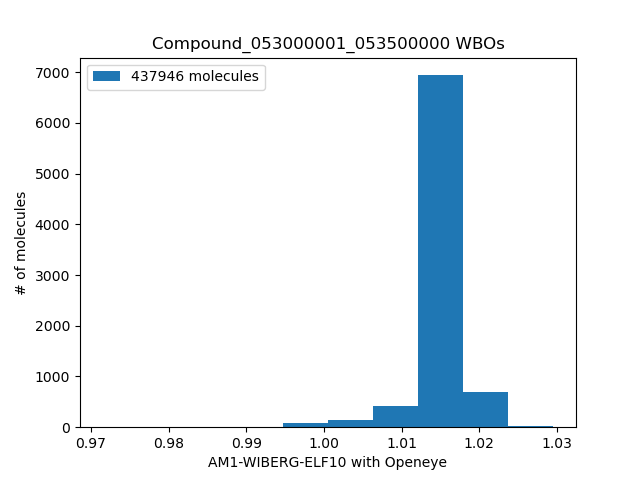 Compound_053000001_053500000 WBOs
437946 molecules
7000
6000
5000
4000
3000
2000
1000
0
# of molecules
0.97 0.98 0.99 1.00 1.01 1.02 1.03
AM1-WIBERG-ELF10 with Openeye